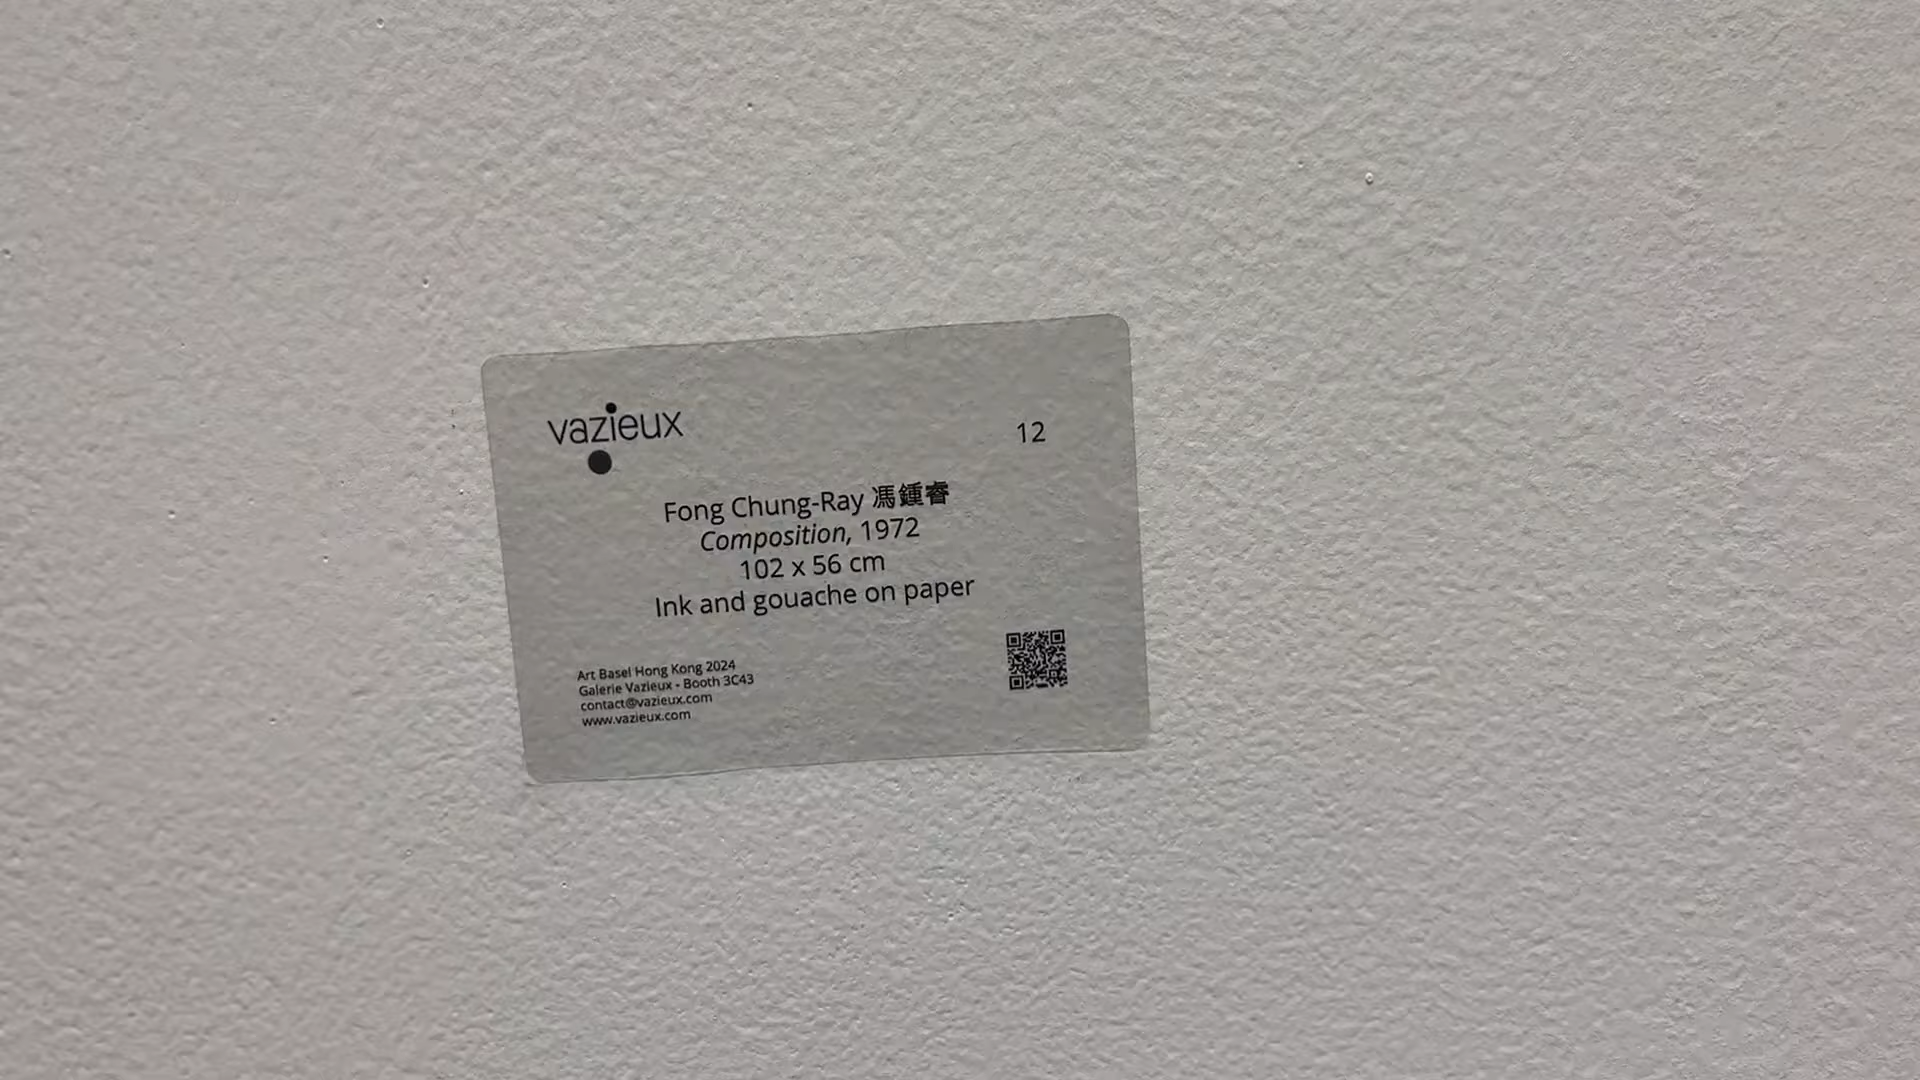 vazieux
12
Fong Chung-Ray 馮鍾睿
Composition, 1972
102 x 56 cm
Ink and gouache on paper
Art Basel Hong Kong 2024
Galerie Vazieux - Booth 3C43
contact@vazieux.com
www.vazieux.com